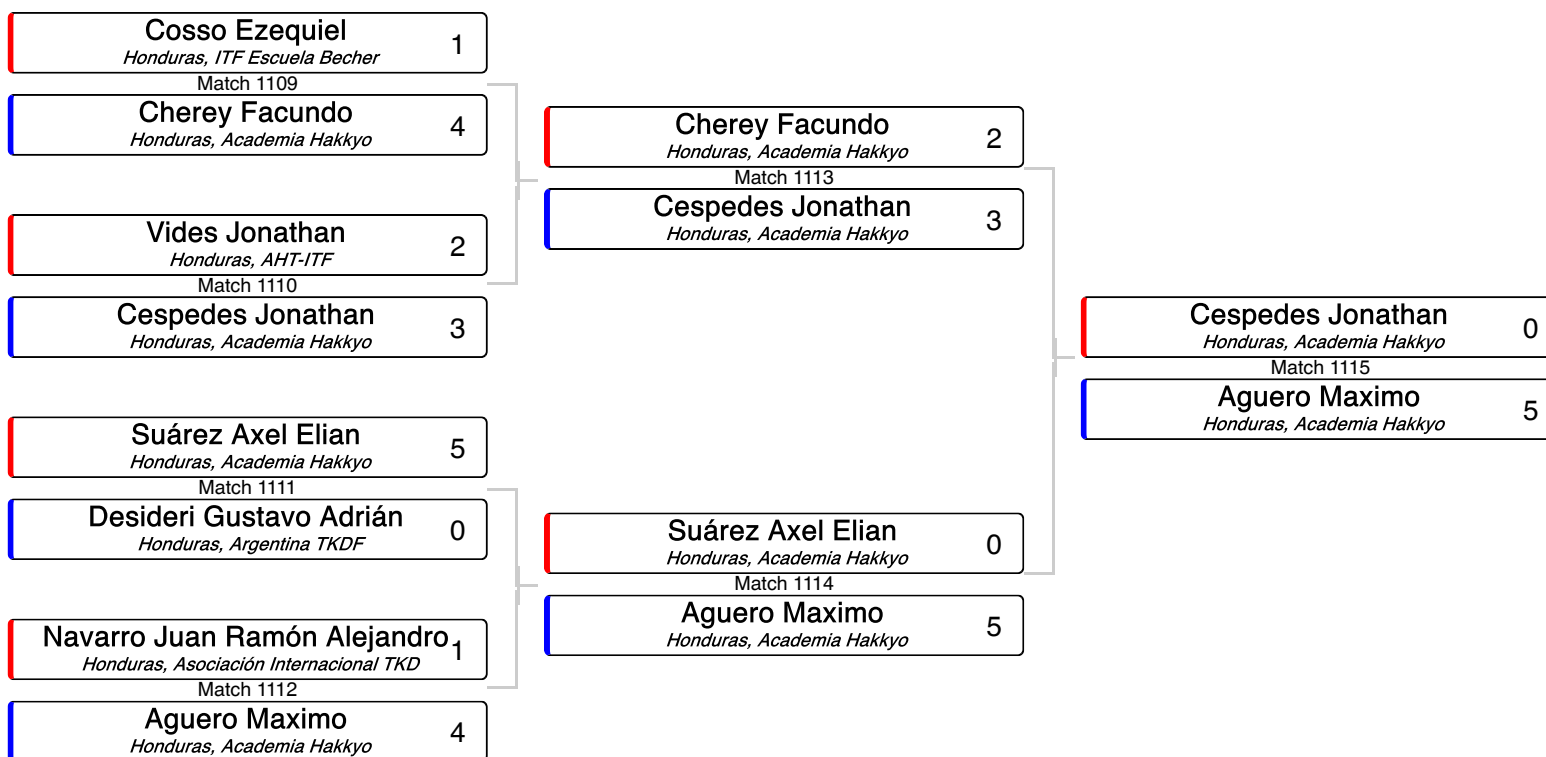 Cosso Ezequiel
1
Honduras, ITF Escuela Becher
Match 1109
Cherey Facundo
4
Honduras, Academia Hakkyo
Vides Jonathan
2
Honduras, AHT-ITF
Match 1110
Cespedes Jonathan
3
Honduras, Academia Hakkyo
Suárez Axel Elian
5
Honduras, Academia Hakkyo
Match 1111
Desideri Gustavo Adrián
0
Honduras, Argentina TKDF
Navarro Juan Ramón Alejandro
1
Honduras, Asociación Internacional TKD
Match 1112
Aguero Maximo
4
Honduras, Academia Hakkyo
Cherey Facundo
2
Honduras, Academia Hakkyo
Match 1113
Cespedes Jonathan
3
Honduras, Academia Hakkyo
Suárez Axel Elian
0
Honduras, Academia Hakkyo
Match 1114
Aguero Maximo
5
Honduras, Academia Hakkyo
Cespedes Jonathan
0
Honduras, Academia Hakkyo
Match 1115
Aguero Maximo
5
Honduras, Academia Hakkyo